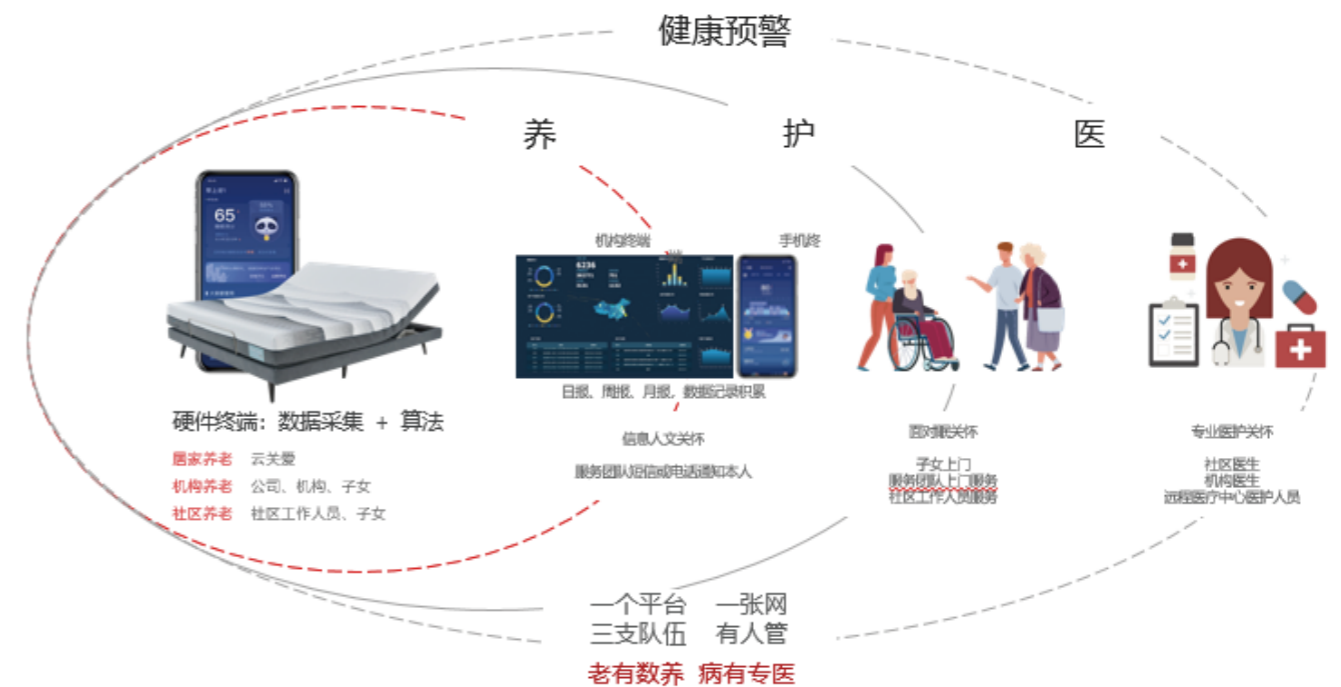 健康预警
养
护
医
机构终端
手机终
端
65
6236
日报、周报、月报，数据记录积累
硬件终端：数据采集 + 算法
居家养老 云关爱
机构养老 公司、机构、子女
社区养老 社区工作人员、子女
信息人文关怀
服务团队短信或电话通知本人
面对眠关怀
子女上门
服务团队上门服务
社区工作人员服务
专业医护关怀
社区医生
机构医生
远程医疗中心医护人员
一个平台 一张网
三支队伍 有人管
老有数养 病有专医